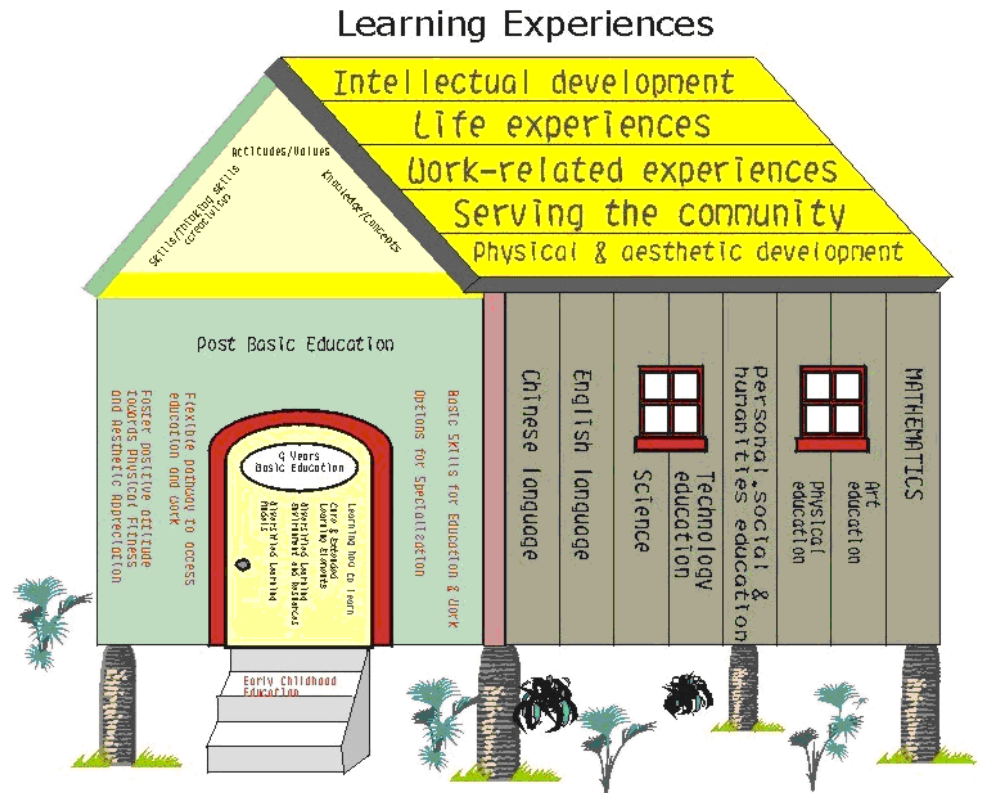 Learning Experiences
Intellectual development
Life experiences
Work-related experiences
Serving the community
Physical & aesthetic development
Attitudes/Values
Skills/Thinking skills
Knowledge/Concepts
Post Basic Education
Foster positive attitude
towards Physical Fitness
and Aesthetic Appreciation
Flexible pathway to access
education and work
9 Years
Basic Education
Learning how to learn
Core & Extended
Learning Elements
Diversified Learning
Environment and Resources
Diversified Learning
Models
Basic Skills for Education & Work
Options for Specialization
Early Childhood
Education
Chinese language
English language
Science
Technology
education
Personal,social &
humanities education
Physical
education
Art
education
MATHEMATICS